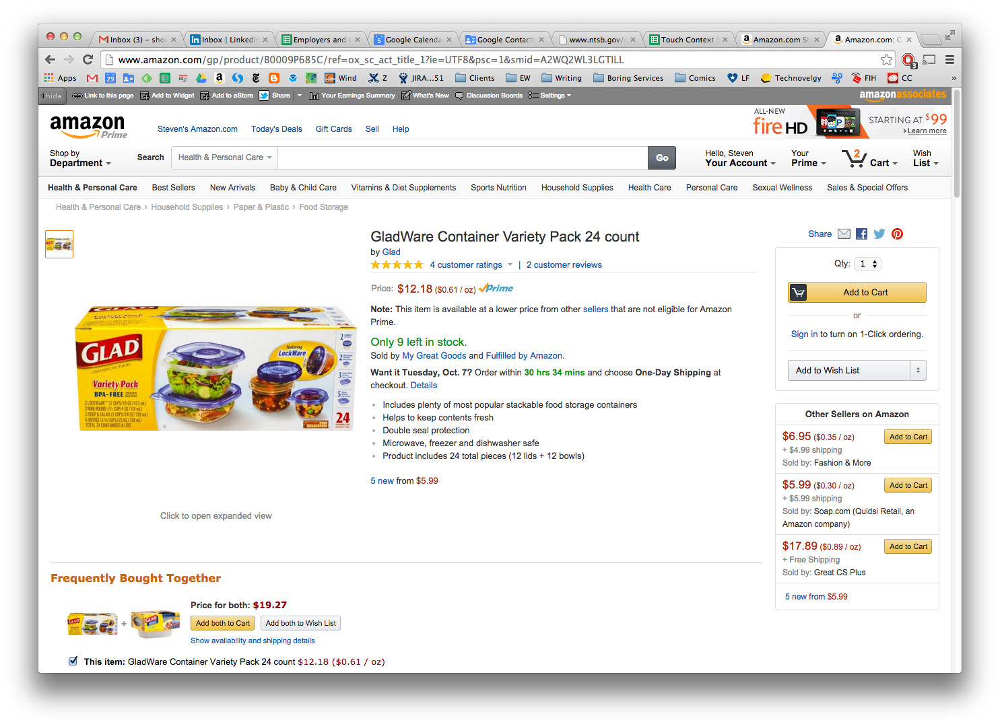 Inbox (3) – sho
Inbox | LinkedIn
Employers and
Google Calenda
Google Contact
www.ntsb.gov/
Touch Context
Amazon.com S
Amazon.com: G
www.amazon.com/gp/product/B0009P685C/ref=ox_sc_act_title_1?ie=UTF8&psc=1&smid=A2WQ2WL3LGTILL
3
Apps 29 Wind Z JIRA...51 Clients EW Writing Boring Services Comics LF Technovelgy FIH CC »
hide Link to this page Add to Widget Add to aStore Share Your Earnings Summary What's New Discussion Boards Settings amazonassociates
amazon
Prime
Steven's Amazon.com Today's Deals Gift Cards Sell Help
ALL-NEW
fire HD
STARTING AT $99
› Learn more
Shop by
Department
Search Health & Personal Care Go
Hello, Steven
Your Account
Your
Prime
2
Cart
Wish
List
Health & Personal Care Best Sellers New Arrivals Baby & Child Care Vitamins & Diet Supplements Sports Nutrition Household Supplies Health Care Personal Care Sexual Wellness Sales & Special Offers
Health & Personal Care › Household Supplies › Paper & Plastic › Food Storage
GLAD
CONTAINERS | RECIPIENTES
Variety Pack
BPA-FREE
Featuring
LockWare
TOTAL 24 CONTAINERS & LIDS
24
Click to open expanded view
GladWare Container Variety Pack 24 count
by Glad
4 customer ratings | 2 customer reviews
Price: $12.18 ($0.61 / oz) Prime
Note: This item is available at a lower price from other sellers that are not eligible for Amazon
Prime.
Only 9 left in stock.
Sold by My Great Goods and Fulfilled by Amazon.
Want it Tuesday, Oct. 7? Order within 30 hrs 34 mins and choose One-Day Shipping at
checkout. Details
• Includes plenty of most popular stackable food storage containers
• Helps to keep contents fresh
• Double seal protection
• Microwave, freezer and dishwasher safe
• Product includes 24 total pieces (12 lids + 12 bowls)
5 new from $5.99
Share
Qty: 1
Add to Cart
or
Sign in to turn on 1-Click ordering.
Add to Wish List
Other Sellers on Amazon
$6.95 ($0.35 / oz) Add to Cart
+ $4.99 shipping
Sold by: Fashion & More
$5.99 ($0.30 / oz) Add to Cart
+ $5.99 shipping
Sold by: Soap.com (Quidsi Retail, an
Amazon company)
$17.89 ($0.89 / oz) Add to Cart
+ Free Shipping
Sold by: Great CS Plus
5 new from $5.99
Frequently Bought Together
Price for both: $19.27
+
Add both to Cart Add both to Wish List
Show availability and shipping details
This item: GladWare Container Variety Pack 24 count $12.18 ($0.61 / oz)